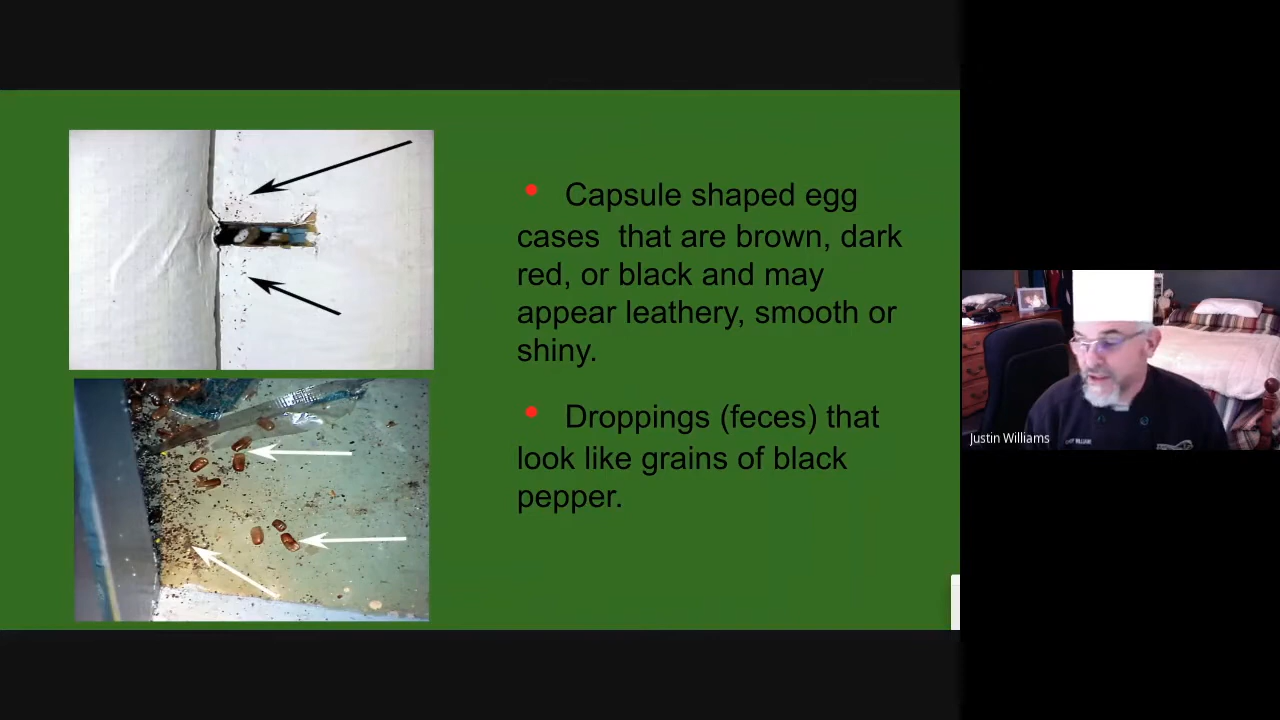 Capsule shaped egg
cases that are brown, dark
red, or black and may
appear leathery, smooth or
shiny.
Droppings (feces) that
look like grains of black
pepper.
Justin Williams